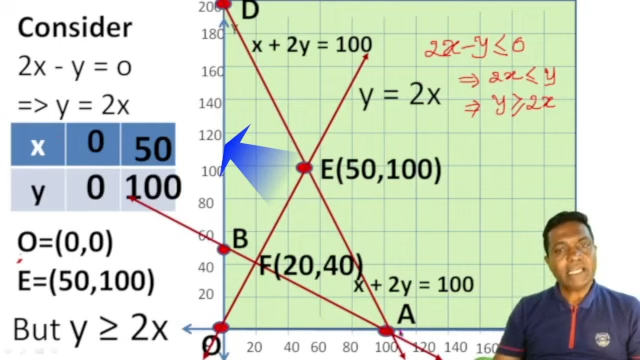 Consider
2x - y = 0
=> y = 2x
x 0 50
y 0 100
O=(0,0)
E=(50,100)
But y ≥ 2x
200 D
180 y
x + 2y = 100
160
140
120
100
80
60
40
20
y = 2x
E(50,100)
B
F(20,40)
x + 2y = 100
A
O
20 40 60 80 100 120 140 160
2x-y≤0
⇒ 2x≤y
⇒ y≥2x